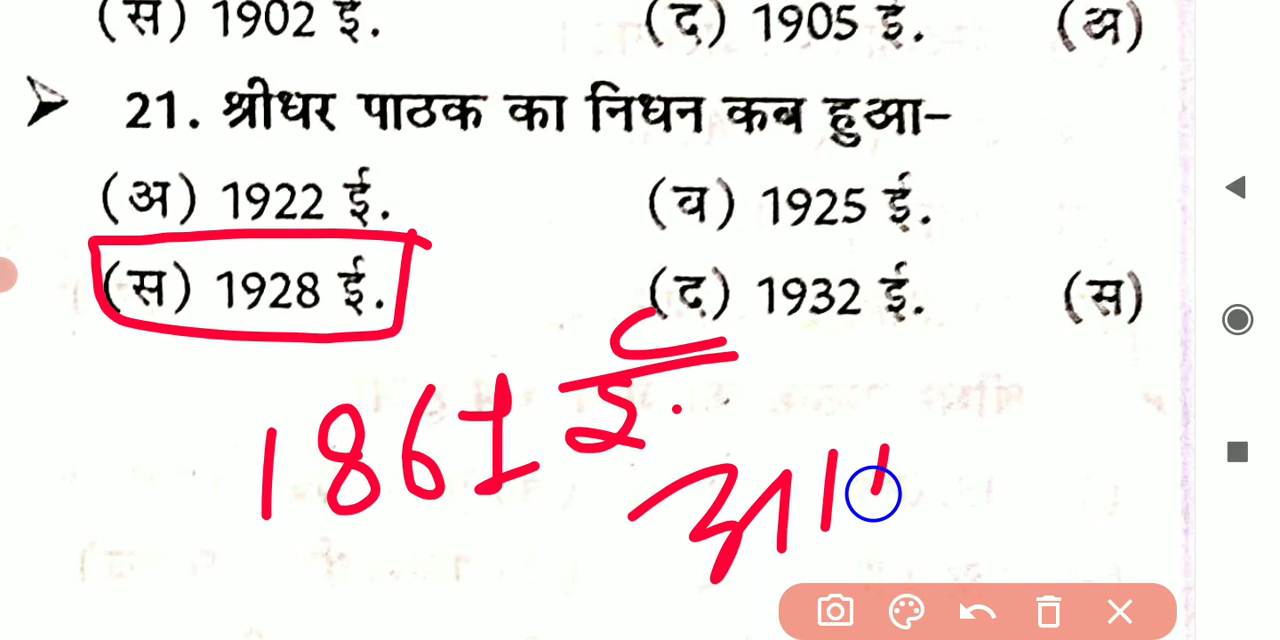 (स) 1902 ई. (द) 1905 ई. (अ)
➤ 21. श्रीधर पाठक का निधन कब हुआ-
(अ) 1922 ई. (व) 1925 ई.
(स) 1928 ई. (द) 1932 ई. (स)
1861 ई.